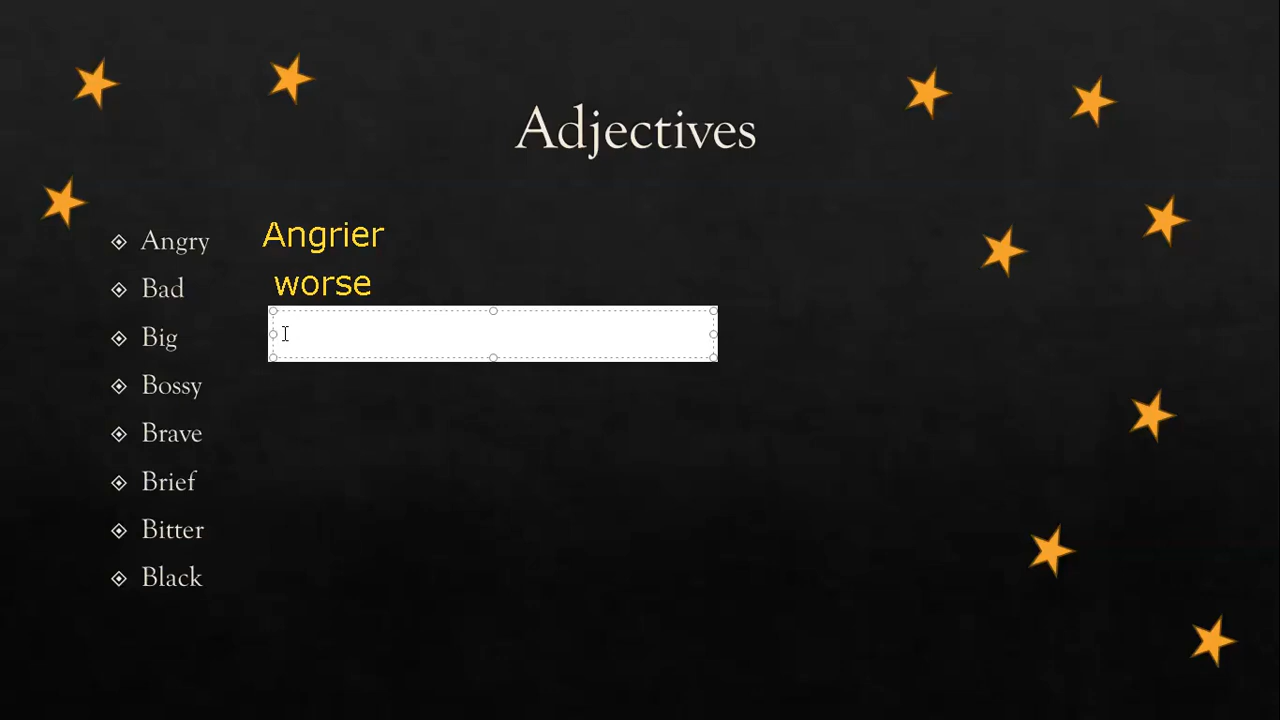 Adjectives
Angry Angrier
Bad worse
Big
Bossy
Brave
Brief
Bitter
Black